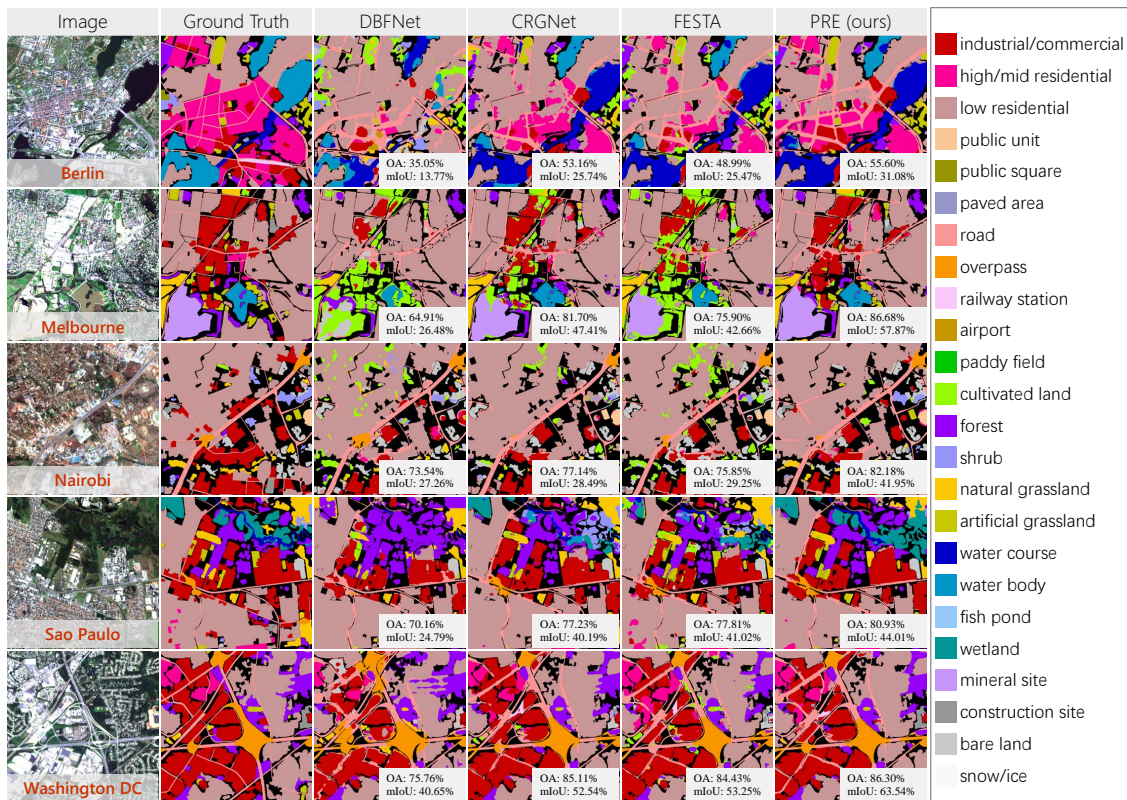 Image Ground Truth DBFNet CRGNet FESTA PRE (ours)
Berlin
OA: 35.05%
mIoU: 13.77%
OA: 53.16%
mIoU: 25.74%
OA: 48.99%
mIoU: 25.47%
OA: 55.60%
mIoU: 31.08%
Melbourne
OA: 64.91%
mIoU: 26.48%
OA: 81.70%
mIoU: 47.41%
OA: 75.90%
mIoU: 42.66%
OA: 86.68%
mIoU: 57.87%
Nairobi
OA: 73.54%
mIoU: 27.26%
OA: 77.14%
mIoU: 28.49%
OA: 75.85%
mIoU: 29.25%
OA: 82.18%
mIoU: 41.95%
Sao Paulo
OA: 70.16%
mIoU: 24.79%
OA: 77.23%
mIoU: 40.19%
OA: 77.81%
mIoU: 41.02%
OA: 80.93%
mIoU: 44.01%
Washington DC
OA: 75.76%
mIoU: 40.65%
OA: 85.11%
mIoU: 52.54%
OA: 84.43%
mIoU: 53.25%
OA: 86.30%
mIoU: 63.54%
industrial/commercial
high/mid residential
low residential
public unit
public square
paved area
road
overpass
railway station
airport
paddy field
cultivated land
forest
shrub
natural grassland
artificial grassland
water course
water body
fish pond
wetland
mineral site
construction site
bare land
snow/ice